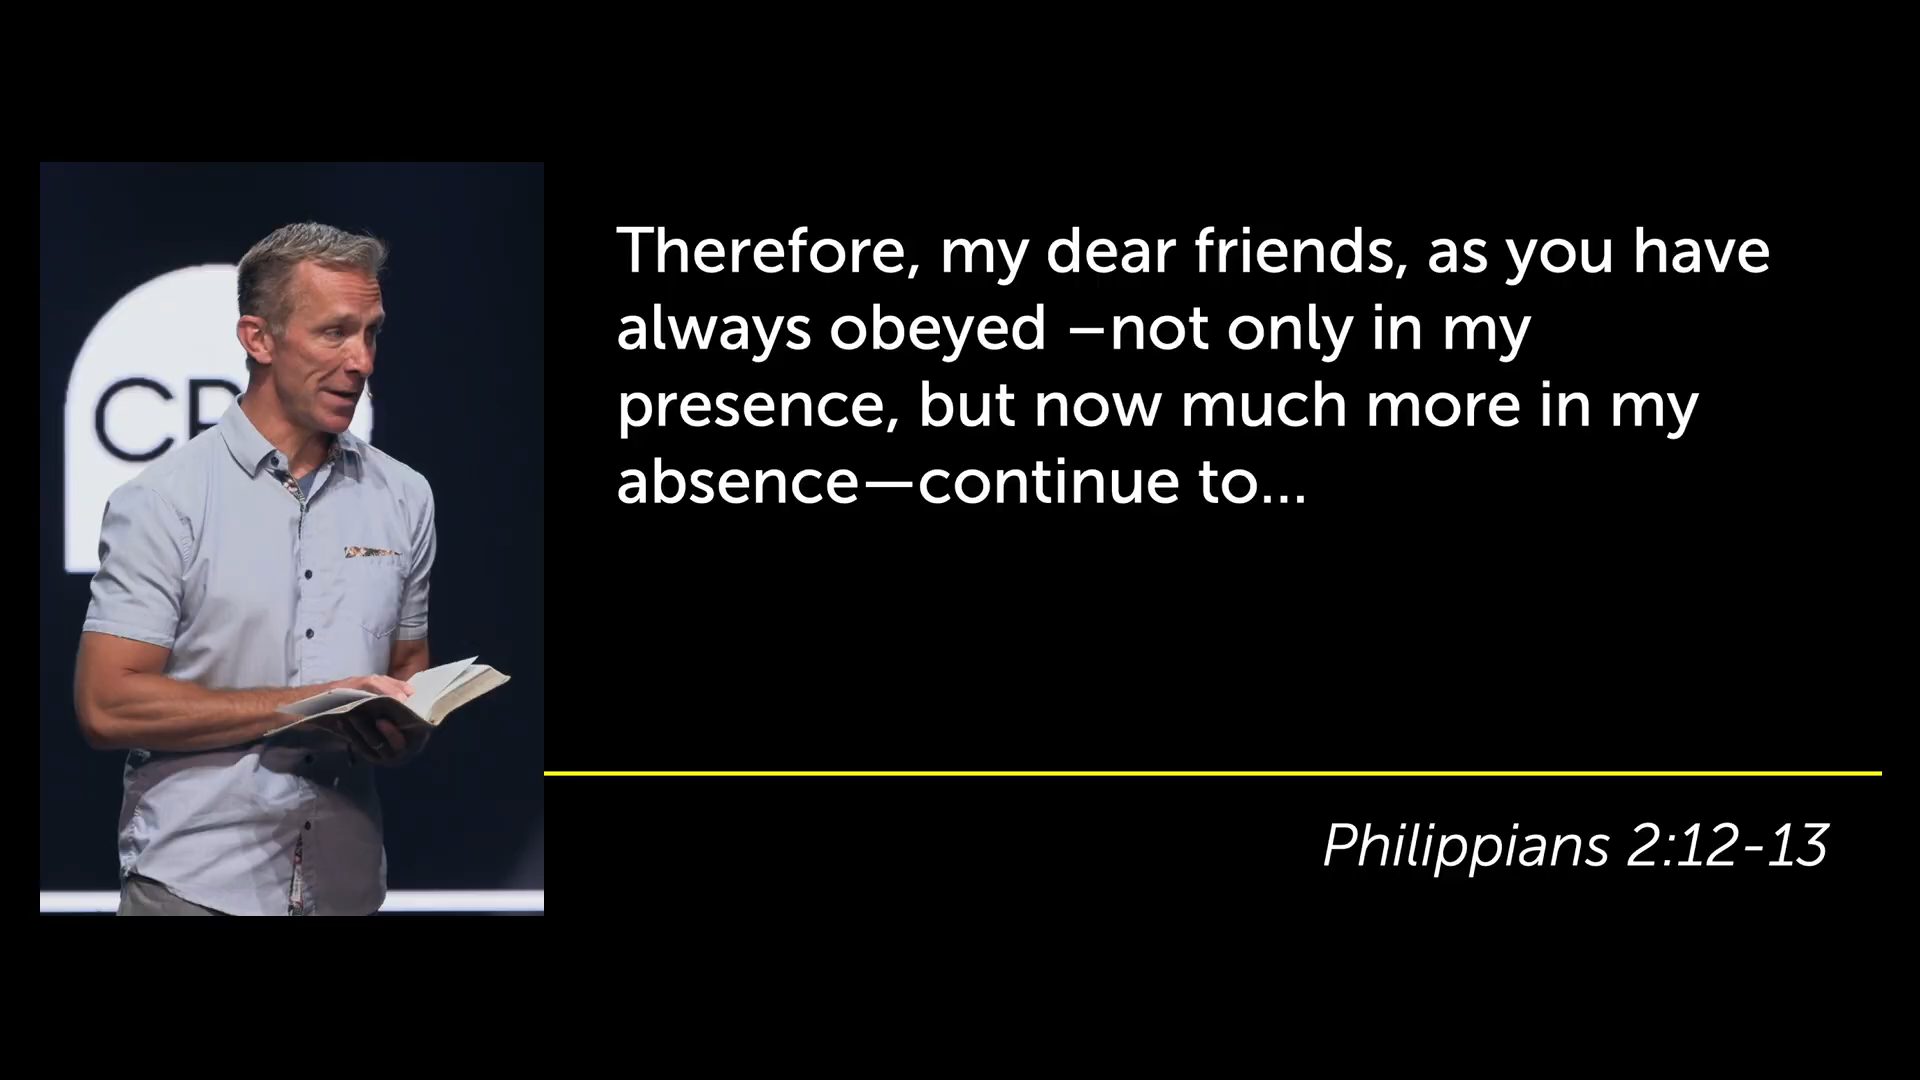 Therefore, my dear friends, as you have
always obeyed –not only in my
presence, but now much more in my
absence—continue to...
Philippians 2:12-13